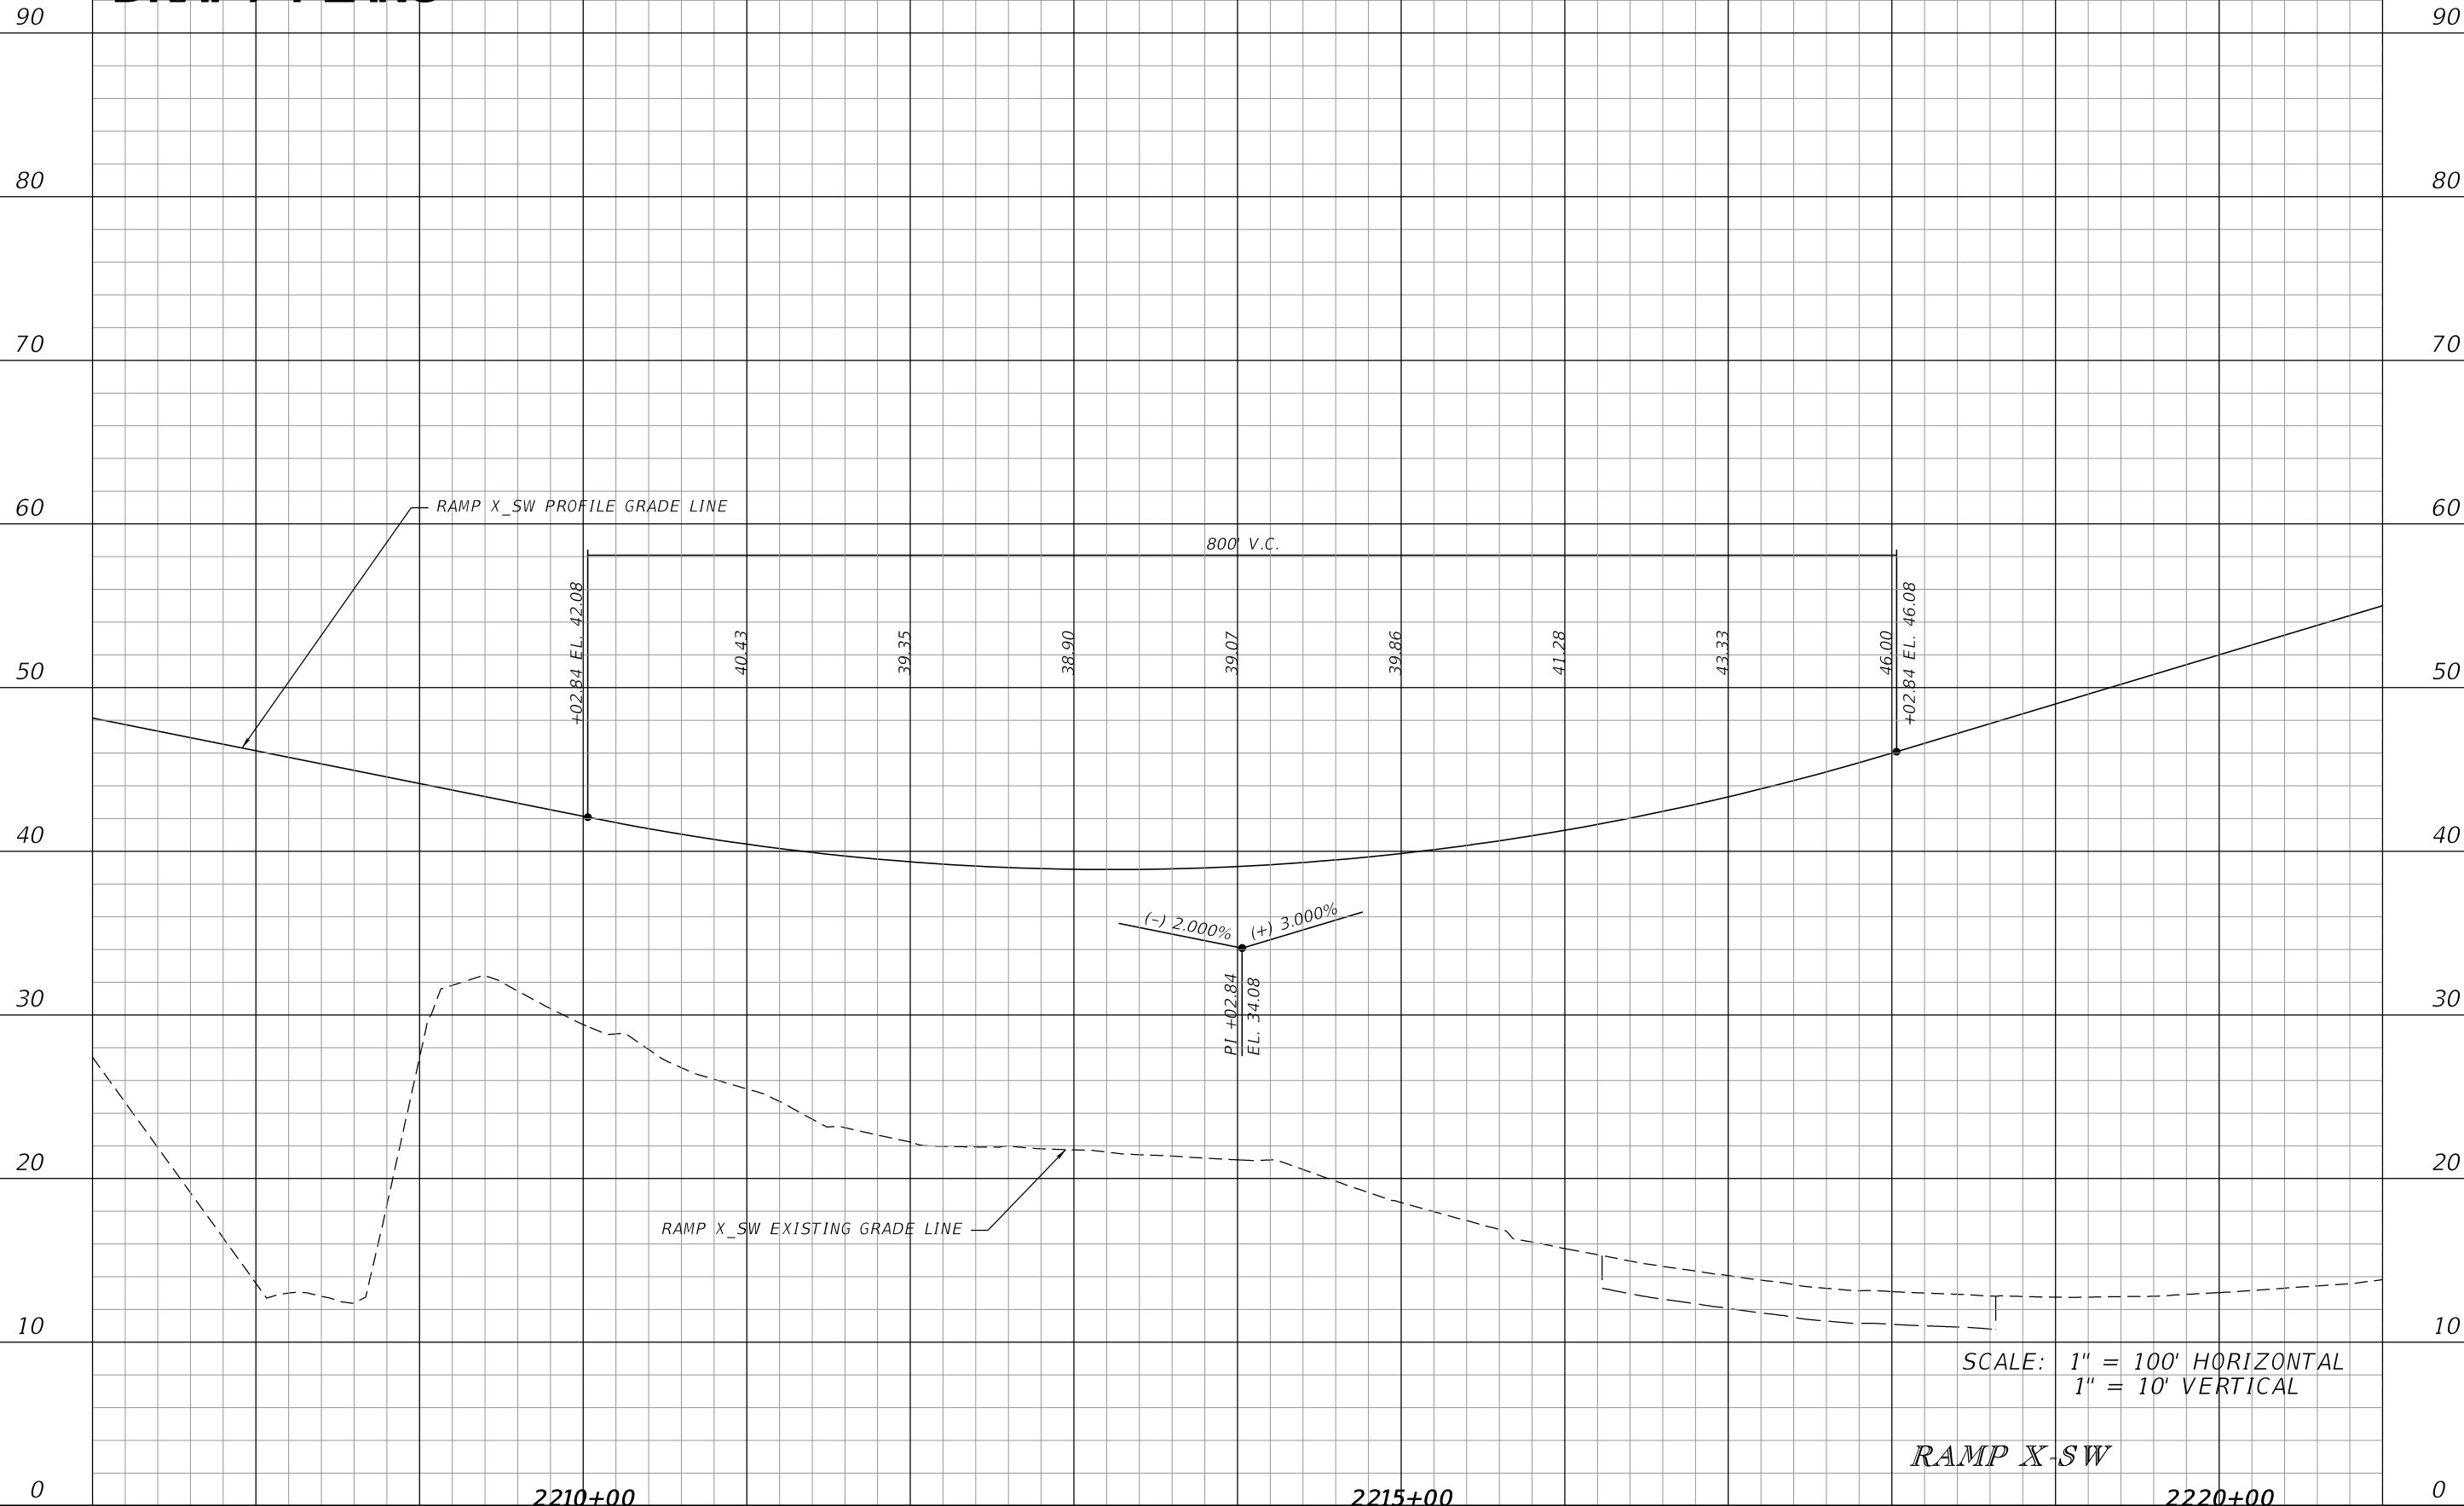 90 90
80 80
70 70
60 60
RAMP X_SW PROFILE GRADE LINE
800' V.C.
+02.84 EL. 42.08
40.43
39.35
38.90
39.07
39.86
41.28
43.33
46.00
+02.84 EL. 46.08
50 50
40 40
(-) 2.000%
(+) 3.000%
PI +02.84
EL. 34.08
30 30
20 20
RAMP X_SW EXISTING GRADE LINE
10 10
SCALE: 1" = 100' HORIZONTAL
1" = 10' VERTICAL
RAMP X-SW
0 0
2210+00 2215+00 2220+00